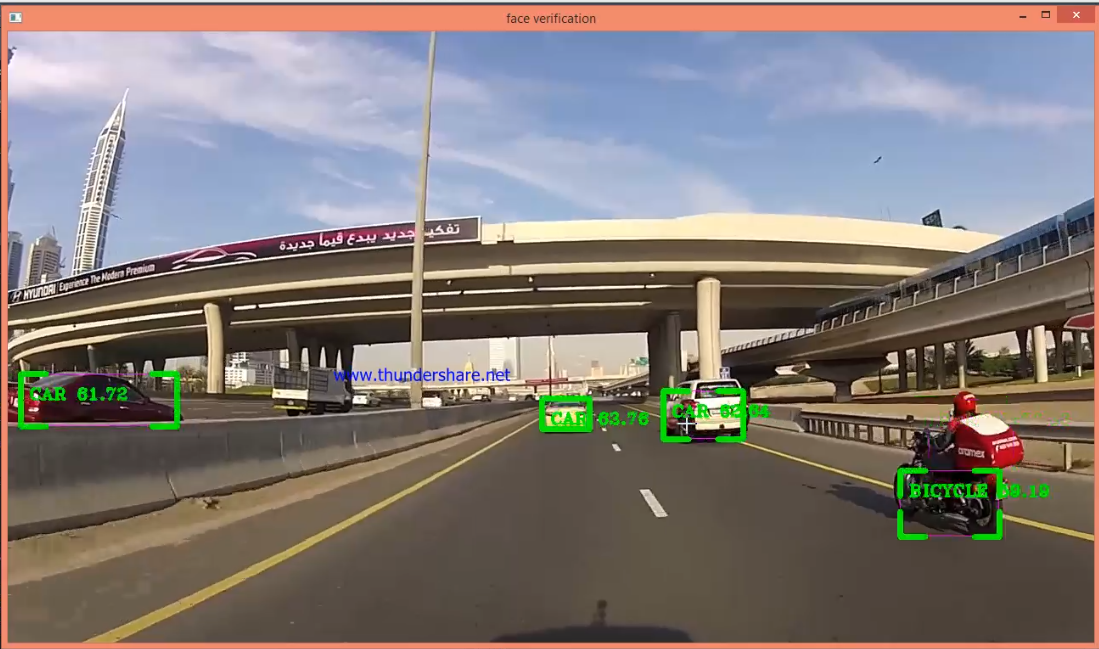 face verification
تفكير جديد يبدع قيماً جديدة
HYUNDAI Experience The Modern Premium
www.thundershare.net
CAR 61.72
CAR 63.76
aramex
BICYCLE